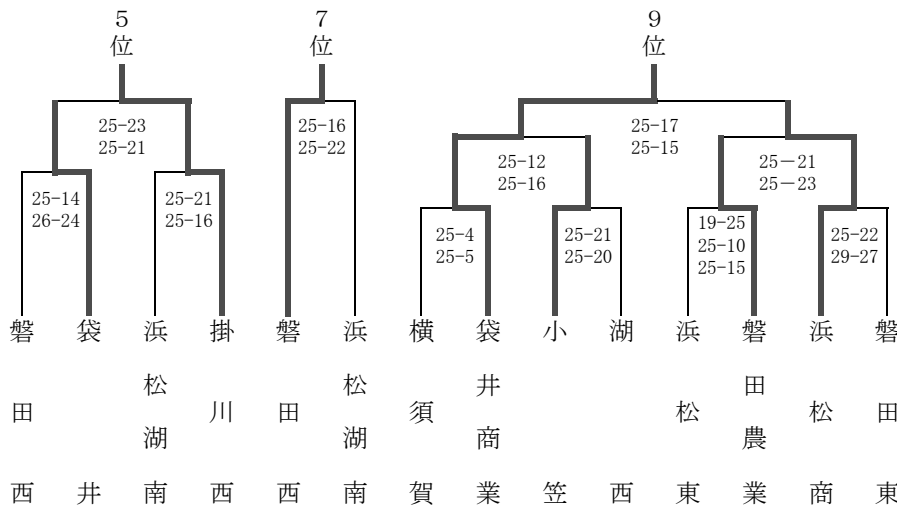 5位
7位
9位
25-23
25-21
25-16
25-22
25-17
25-15
25-12
25-16
25－21
25－23
25-14
26-24
25-21
25-16
25-4
25-5
25-21
25-20
19-25
25-10
25-15
25-22
29-27
磐田西
袋井
浜松湖南
掛川西
磐田西
浜松湖南
横須賀
袋井商業
小笠
湖西
浜松東
磐田農業
浜松商
磐田東